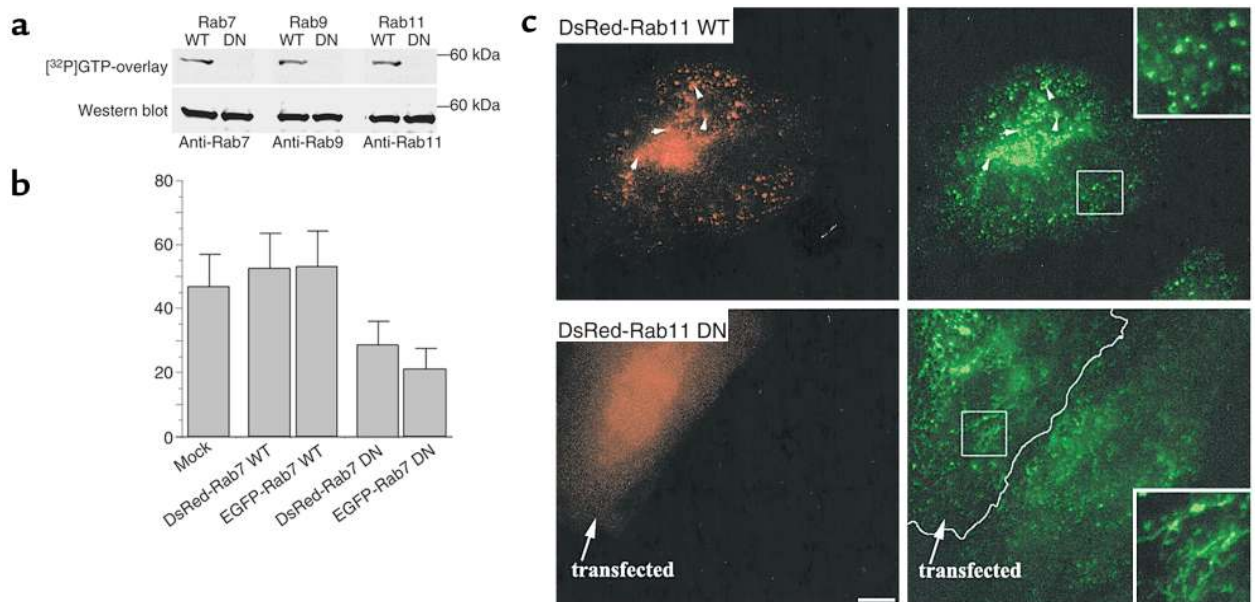 a
Rab7 Rab9 Rab11
WT DN WT DN WT DN
[³²P]GTP-overlay
60 kDa
Western blot
60 kDa
Anti-Rab7 Anti-Rab9 Anti-Rab11
b
80
60
40
20
0
Mock
DsRed-Rab7 WT
EGFP-Rab7 WT
DsRed-Rab7 DN
EGFP-Rab7 DN
c
DsRed-Rab11 WT
DsRed-Rab11 DN
transfected
transfected